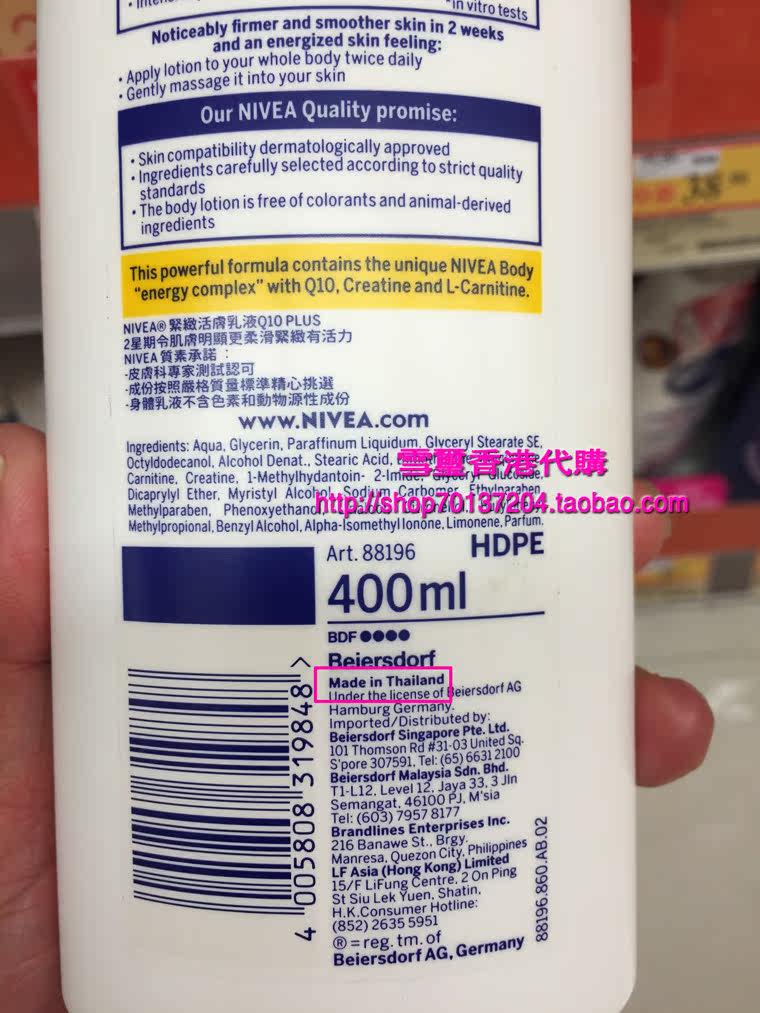 *in vitro tests
Noticeably firmer and smoother skin in 2 weeks
and an energized skin feeling:
• Apply lotion to your whole body twice daily
• Gently massage it into your skin
Our NIVEA Quality promise:
• Skin compatibility dermatologically approved
• Ingredients carefully selected according to strict quality
standards
• The body lotion is free of colorants and animal-derived
ingredients
This powerful formula contains the unique NIVEA Body
"energy complex" with Q10, Creatine and L-Carnitine.
NIVEA® 緊緻活膚乳液Q10 PLUS
2星期令肌膚明顯更柔滑緊緻有活力
NIVEA 質素承諾：
-皮膚科專家測試認可
-成份按照嚴格質量標準精心挑選
-身體乳液不含色素和動物源性成份
www.NIVEA.com
Ingredients: Aqua, Glycerin, Paraffinum Liquidum, Glyceryl Stearate SE,
Octyldodecanol, Alcohol Denat., Stearic Acid,
雪蕈香港代購
Carnitine, Creatine, 1-Methylhydantoin- 2-Imide, Glyceryl Glucoside,
Dicaprylyl Ether, Myristyl Alcohol, Sodium Carbomer, Ethylparaben,
http://shop70137204.taobao.com
Methylparaben, Phenoxyethanol,
Methylpropional, Benzyl Alcohol, Alpha-Isomethyl Ionone, Limonene, Parfum.
Art. 88196
HDPE
400ml
BDF ●●●●
Beiersdorf
Made in Thailand
Under the license of Beiersdorf AG
Hamburg Germany.
Imported/Distributed by:
Beiersdorf Singapore Pte. Ltd.
101 Thomson Rd #31-03 United Sq.
S'pore 307591, Tel: (65) 6631 2100
Beiersdorf Malaysia Sdn. Bhd.
T1-L12, Level 12, Jaya 33, 3 Jln
Semangat, 46100 PJ, M'sia
Tel: (603) 7957 8177
Brandlines Enterprises Inc.
216 Banawe St., Brgy.
Manresa, Quezon City, Philippines
LF Asia (Hong Kong) Limited
15/F LiFung Centre, 2 On Ping
St Siu Lek Yuen, Shatin,
H.K.Consumer Hotline:
(852) 2635 5951
® = reg. tm. of
Beiersdorf AG, Germany
4 005808 319848 >
88196.860.AB.02
38